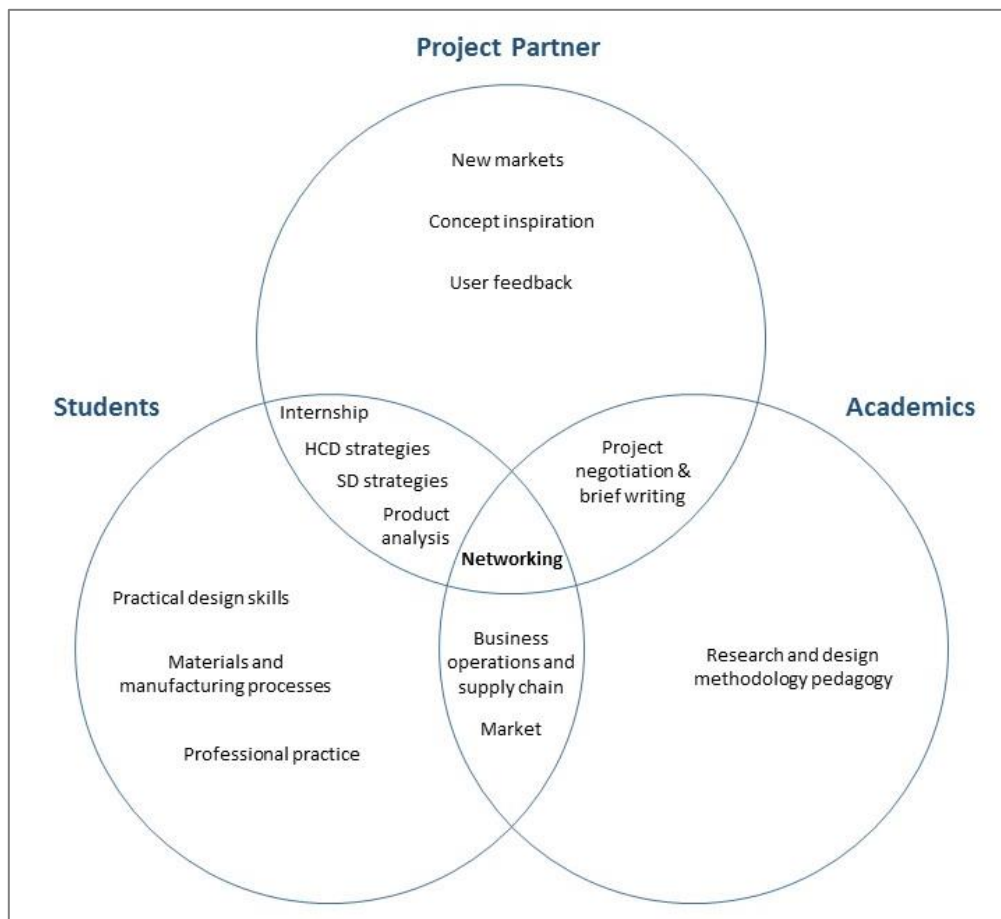 Project Partner
New markets
Concept inspiration
User feedback
Students
Academics
Internship
HCD strategies
SD strategies
Product
analysis
Project
negotiation &
brief writing
Networking
Practical design skills
Materials and
manufacturing processes
Professional practice
Business
operations and
supply chain
Market
Research and design
methodology pedagogy